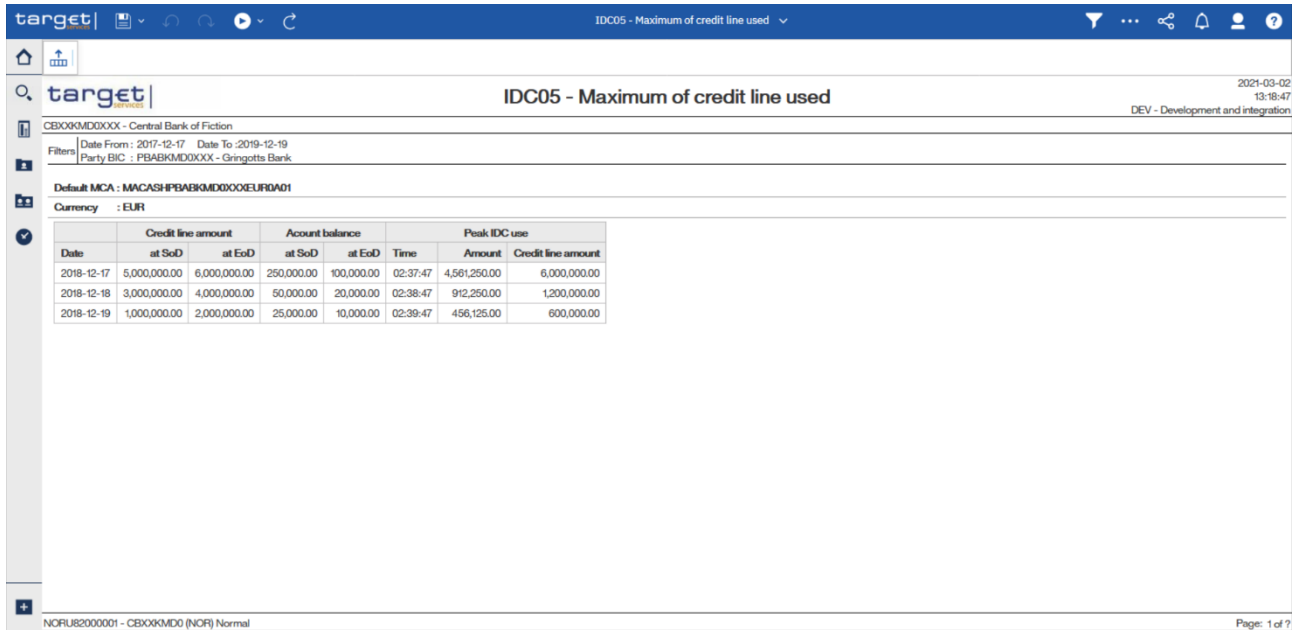 target
IDC05 - Maximum of credit line used
target
services
IDC05 - Maximum of credit line used
2021-03-02
13:18:47
DEV - Development and integration
CBXXKMD0XXX - Central Bank of Fiction
Filters
Date From : 2017-12-17 Date To :2019-12-19
Party BIC : PBABKMD0XXX - Gringotts Bank
Default MCA : MACASHPBABKMD0XXXEUR0A01
Currency : EUR
Credit line amount Acount balance Peak IDC use
Date at SoD at EoD at SoD at EoD Time Amount Credit line amount
2018-12-17 5,000,000.00 6,000,000.00 250,000.00 100,000.00 02:37:47 4,561,250.00 6,000,000.00
2018-12-18 3,000,000.00 4,000,000.00 50,000.00 20,000.00 02:38:47 912,250.00 1,200,000.00
2018-12-19 1,000,000.00 2,000,000.00 25,000.00 10,000.00 02:39:47 456,125.00 600,000.00
NORU82000001 - CBXXKMD0 (NOR) Normal
Page: 1 of ?